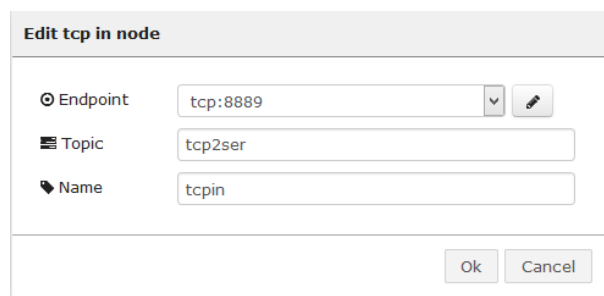 Edit tcp in node
Endpoint tcp:8889
Topic tcp2ser
Name tcpin
Ok Cancel